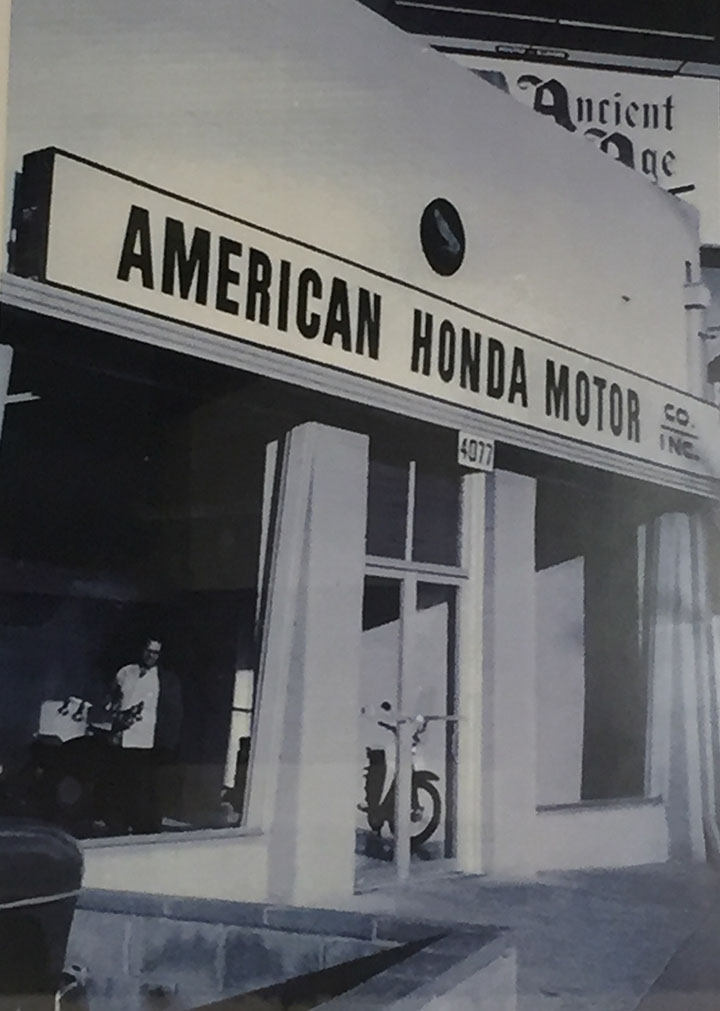 Ancient
Age
AMERICAN HONDA MOTOR CO. INC.
4077